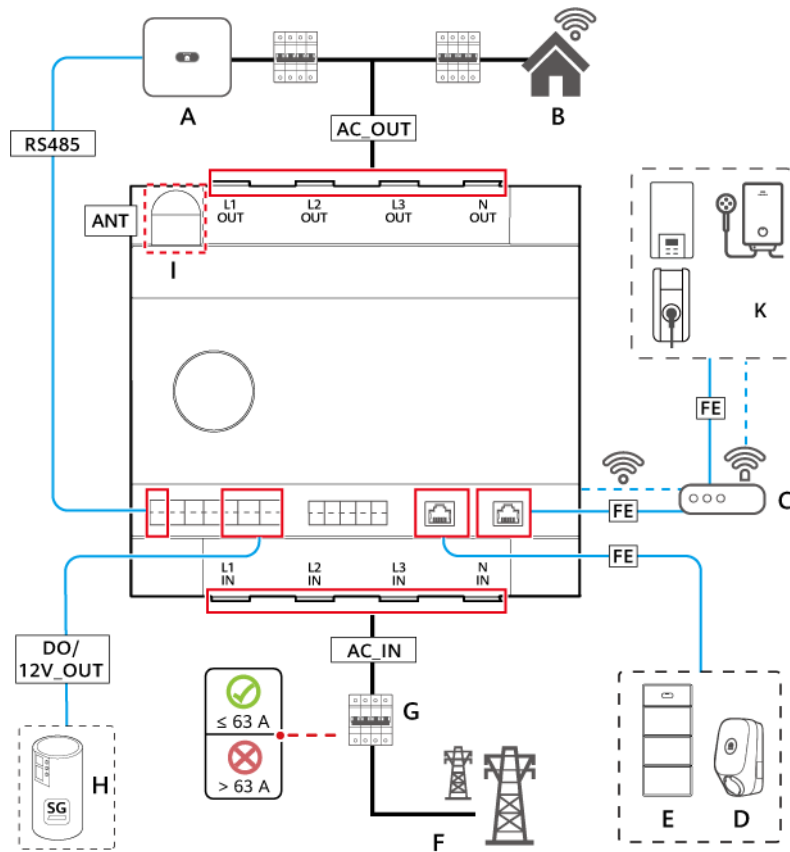 A
B
AC_OUT
RS485
ANT
L1
OUT
L2
OUT
L3
OUT
N
OUT
I
K
FE
C
FE
FE
L1
IN
L2
IN
L3
IN
N
IN
DO/
12V_OUT
AC_IN
≤ 63 A
> 63 A
G
H
SG
E
D
F